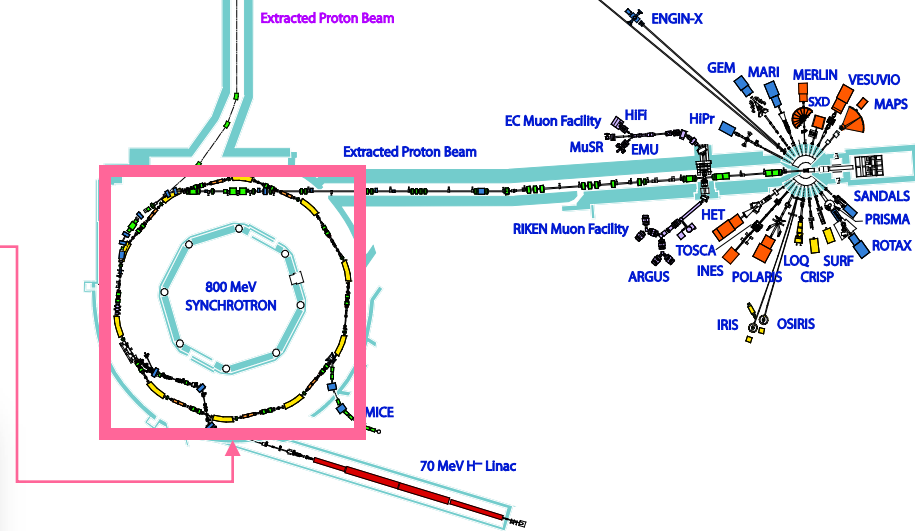 Extracted Proton Beam
ENGIN-X
GEM
MARI
MERLIN
VESUVIO
SXD
MAPS
EC Muon Facility
HIFI
HiPr
MuSR
EMU
Extracted Proton Beam
SANDALS
PRISMA
ROTAX
HET
RIKEN Muon Facility
TOSCA
INES
POLARIS
LOQ
SURF
CRISP
ARGUS
800 MeV
SYNCHROTRON
IRIS
OSIRIS
MICE
70 MeV H− Linac